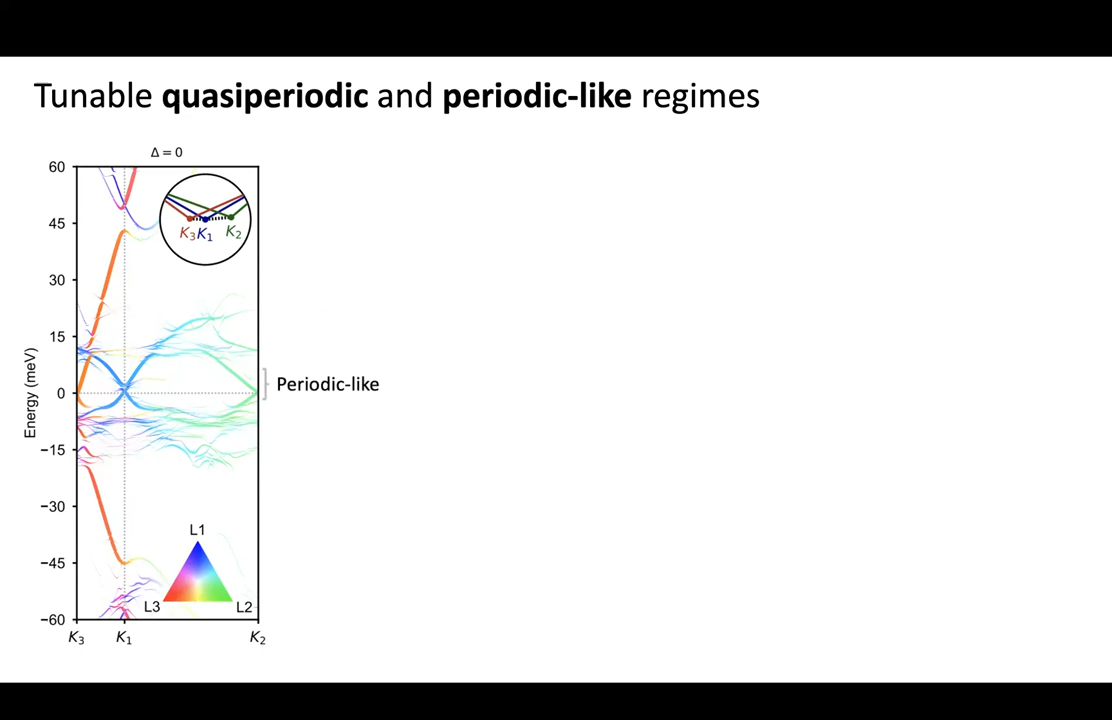 Tunable quasiperiodic and periodic-like regimes
Δ = 0
60
45
30
15
0
−15
−30
−45
−60
Energy (meV)
K3 K1 K2
Periodic-like
L1
L3 L2
K3 K1 K2